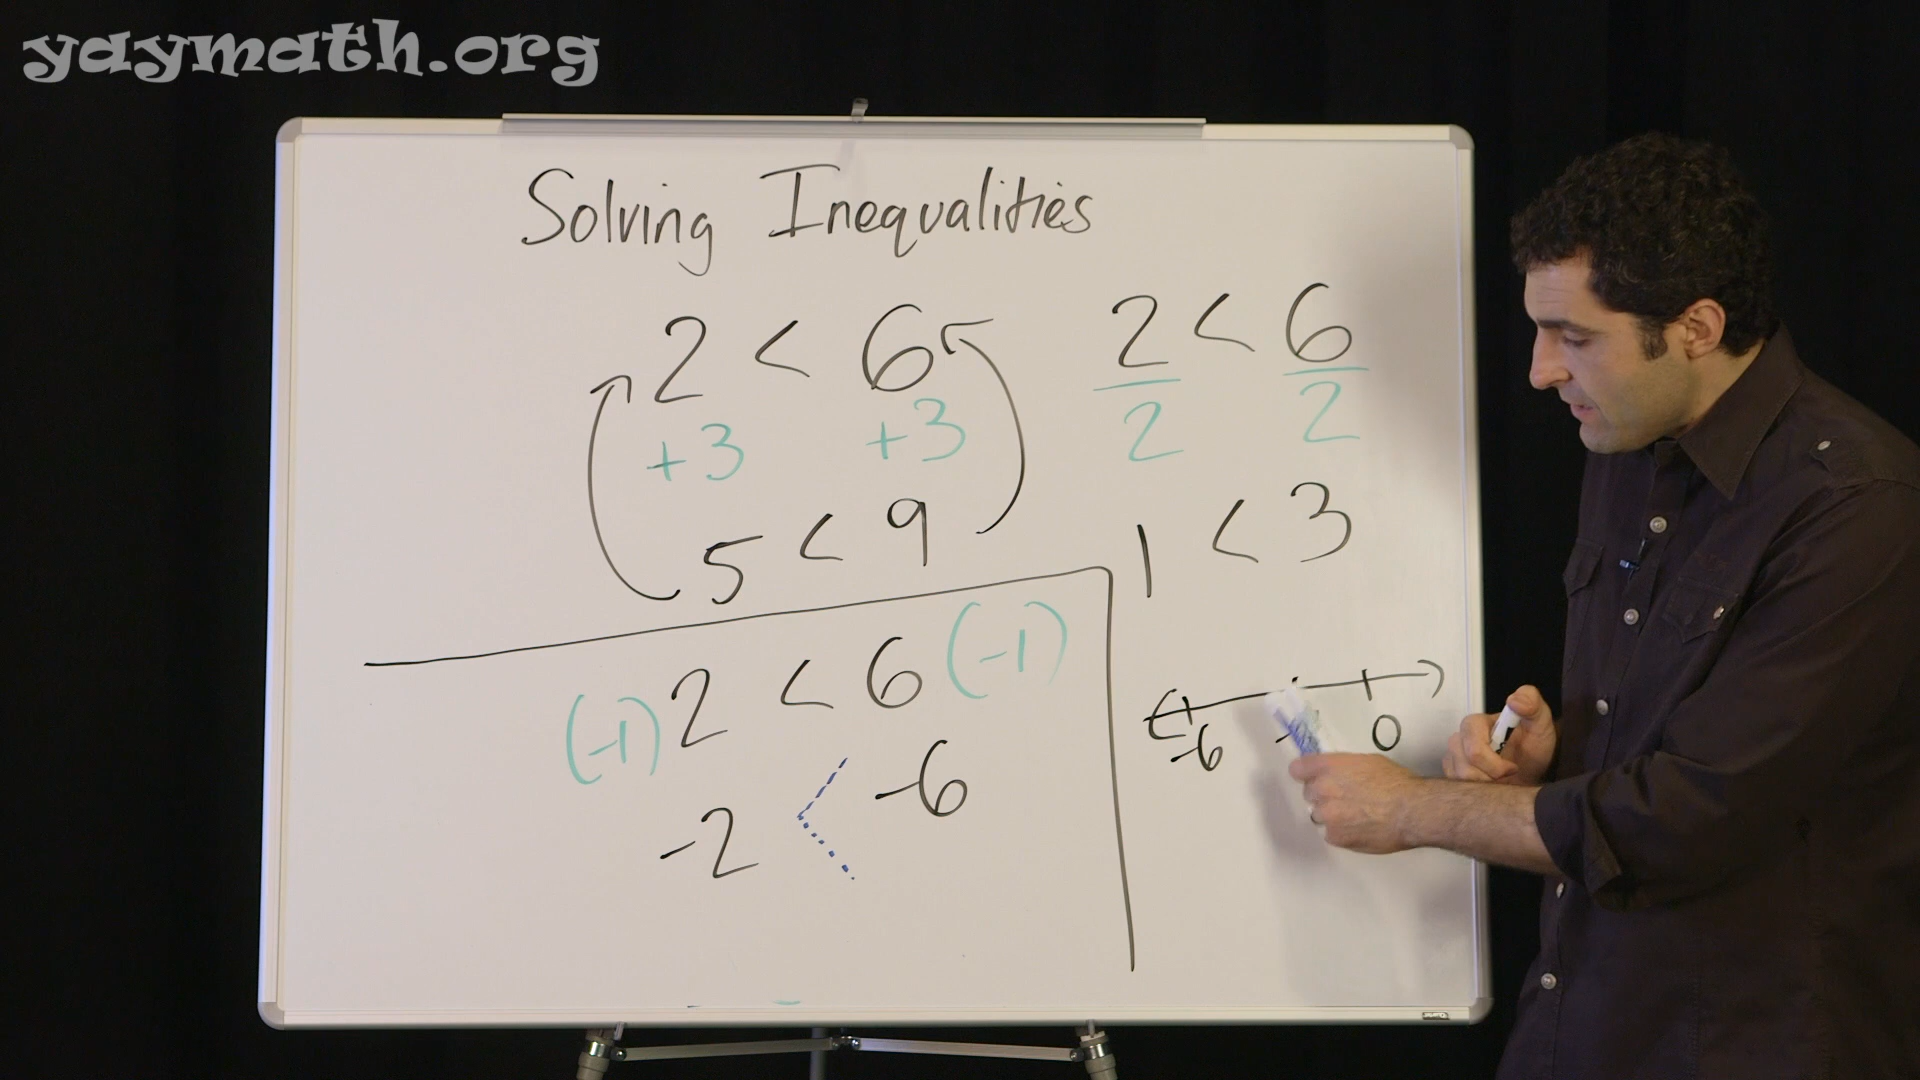 yaymath.org
Solving Inequalities
2 < 6
+3 +3
5 < 9
2 < 6
2 2
1 < 3
(-1) 2 < 6 (-1)
-2 < -6
-6 0